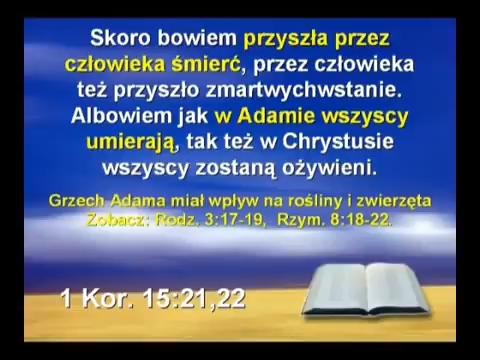 Skoro bowiem przyszła przez
człowieka śmierć, przez człowieka
też przyszło zmartwychwstanie.
Albowiem jak w Adamie wszyscy
umierają, tak też w Chrystusie
wszyscy zostaną ożywieni.
Grzech Adama miał wpływ na rośliny i zwierzęta
Zobacz: Rodz. 3:17-19, Rzym. 8:18-22.
1 Kor. 15:21,22